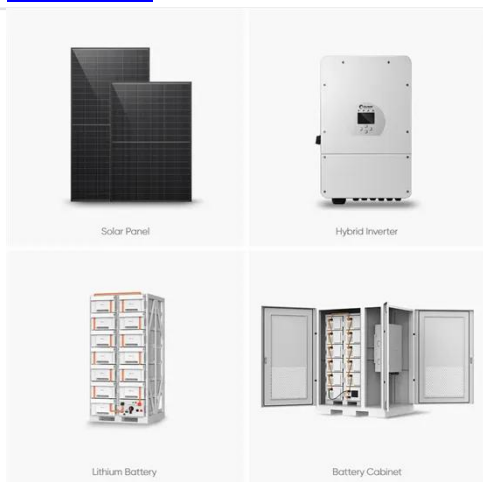 Solar Panel
Hybrid Inverter
Lithium Battery
Battery Cabinet